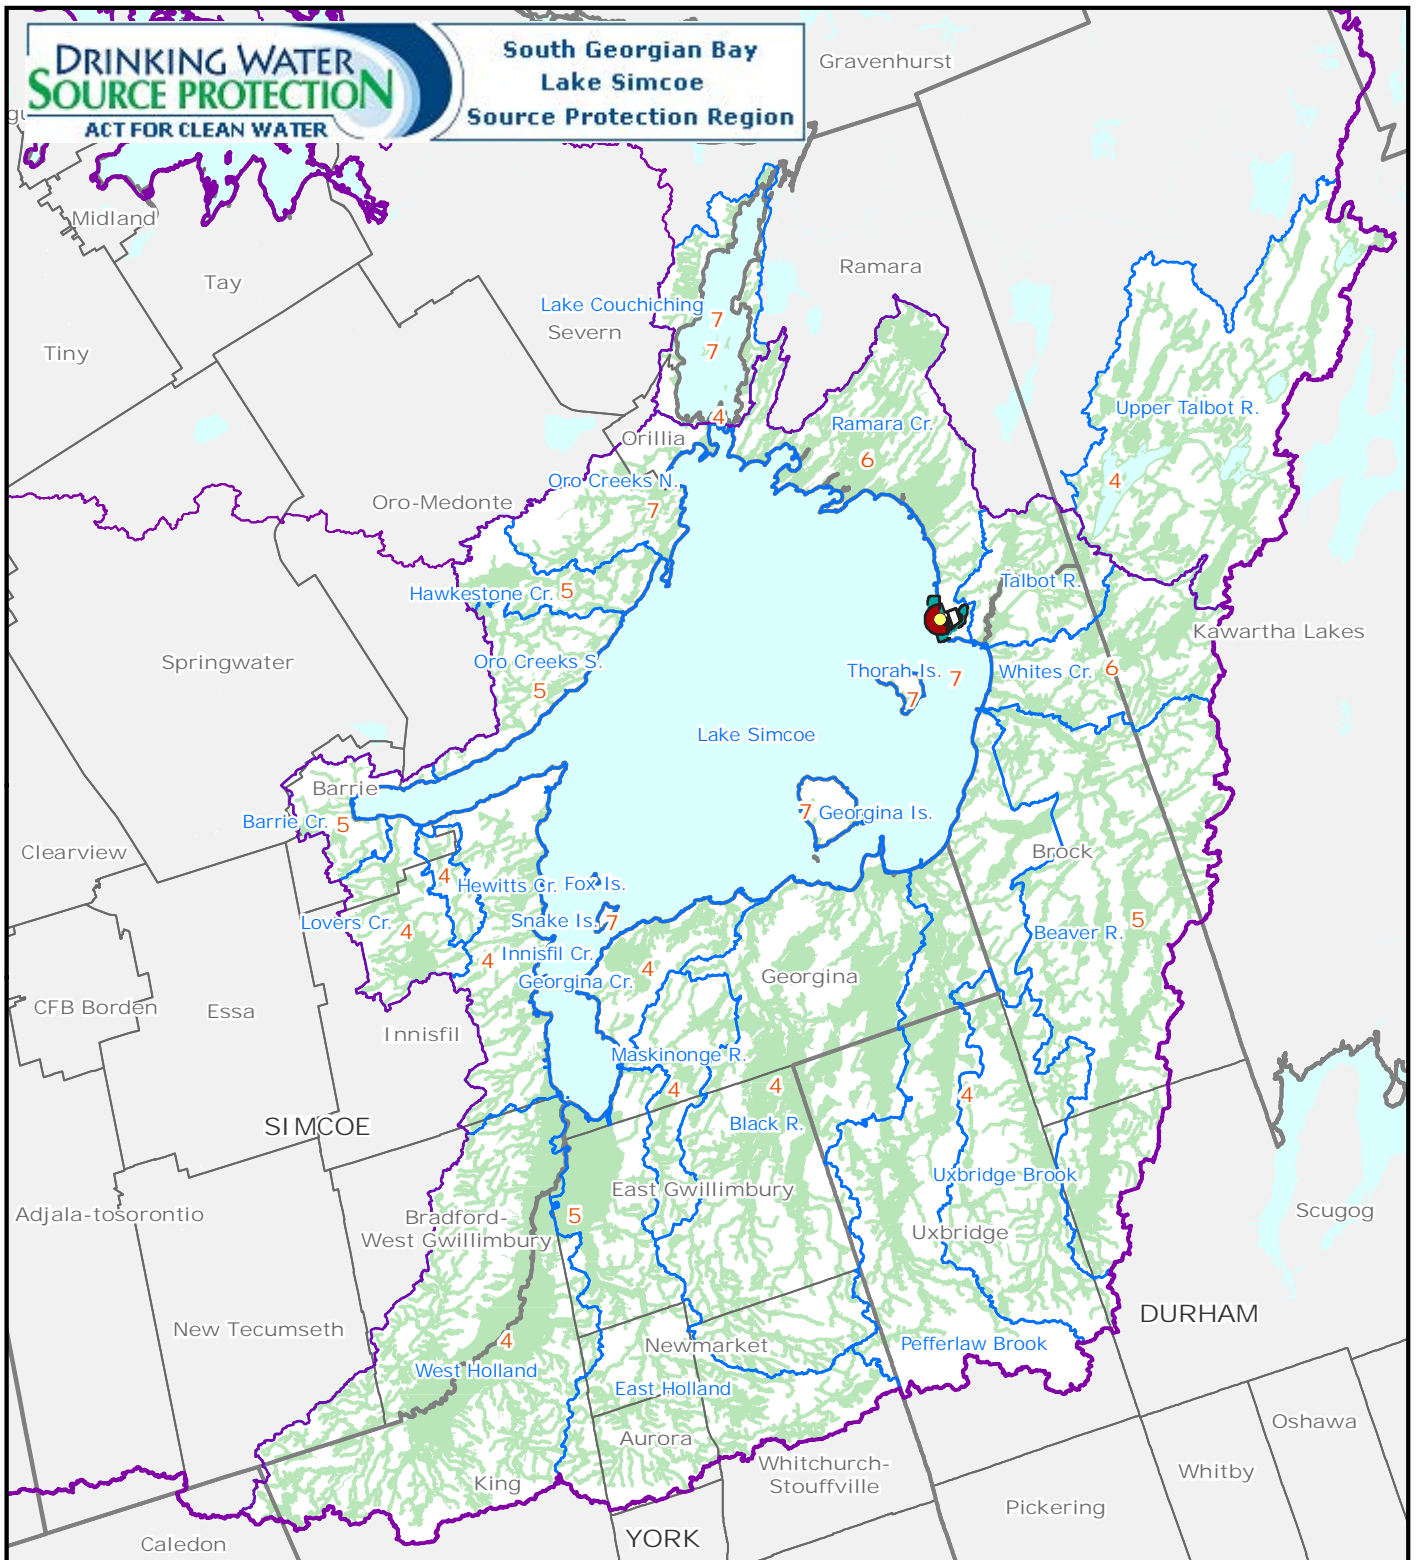 DRINKING WATER
SOURCE PROTECTION
ACT FOR CLEAN WATER
South Georgian Bay
Lake Simcoe
Source Protection Region
Gravenhurst
Midland
Tay
Ramara
Lake Couchiching
7
Severn
Tiny
7
4
Upper Talbot R.
Ramara Cr.
Orillia
6
Oro Creeks N.
4
Oro-Medonte
7
Talbot R.
Hawkestone Cr.
5
Kawartha Lakes
Springwater
Oro Creeks S.
5
Thorah Is.
7
7
Whites Cr.
6
Lake Simcoe
Barrie
Barrie Cr.
5
7
Georgina Is.
Clearview
Brock
4
Hewitts Cr.
Fox Is.
Lovers Cr.
4
Snake Is.
7
Beaver R.
5
4
Innisfil Cr.
4
Georgina Cr.
Georgina
CFB Borden
Essa
Innisfil
Maskinonge R.
4
4
4
SIMCOE
Black R.
Uxbridge Brook
East Gwillimbury
Adjala-tosorontio
Bradford-
West Gwillimbury
5
Uxbridge
Scugog
New Tecumseth
4
DURHAM
Newmarket
Pefferlaw Brook
West Holland
East Holland
Aurora
Oshawa
King
Whitchurch-
Stouffville
Whitby
Pickering
Caledon
YORK